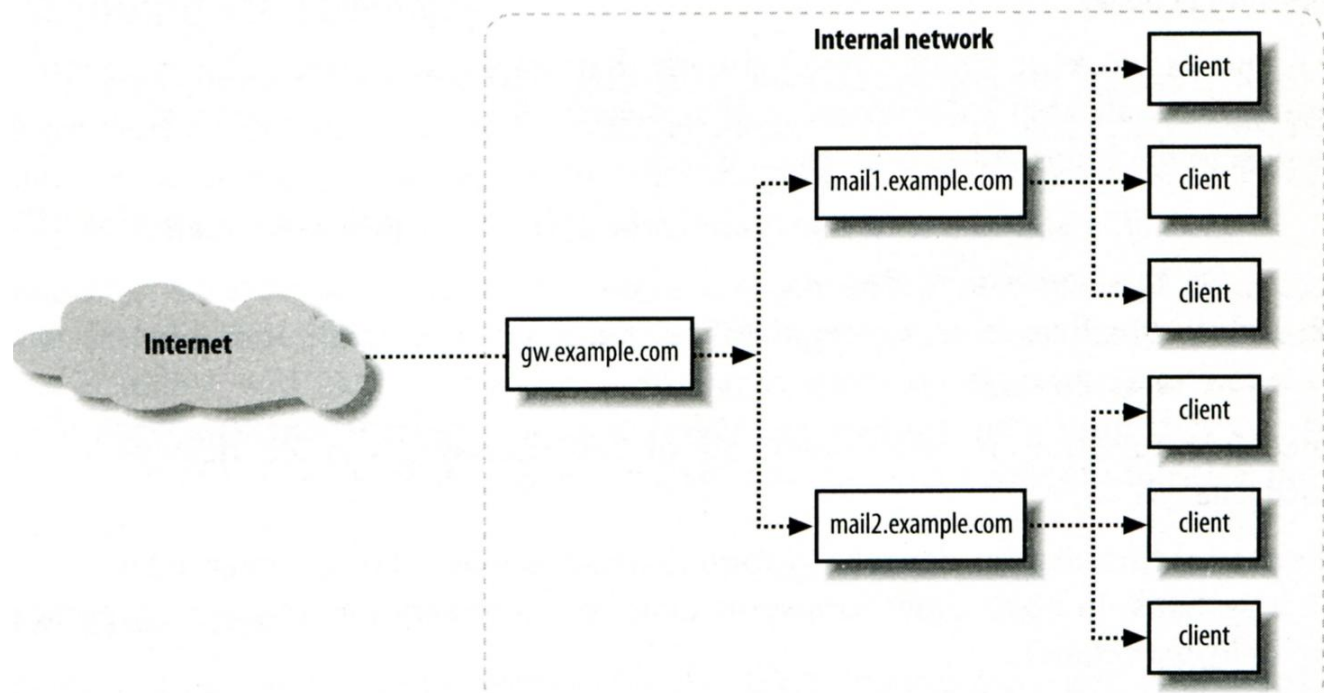 Internal network
client
mail1.example.com
client
client
Internet
gw.example.com
client
mail2.example.com
client
client